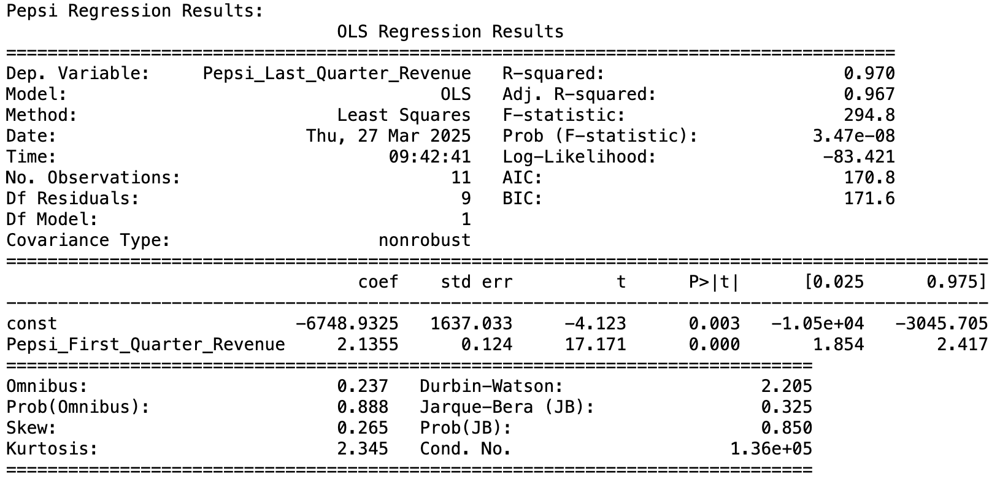 Pepsi Regression Results:
                                OLS Regression Results
======================================================================================
Dep. Variable:     Pepsi_Last_Quarter_Revenue   R-squared:                       0.970
Model:                                    OLS   Adj. R-squared:                  0.967
Method:                         Least Squares   F-statistic:                     294.8
Date:                        Thu, 27 Mar 2025   Prob (F-statistic):           3.47e-08
Time:                                09:42:41   Log-Likelihood:                -83.421
No. Observations:                          11   AIC:                             170.8
Df Residuals:                               9   BIC:                             171.6
Df Model:                                   1
Covariance Type:                    nonrobust
===============================================================================================
                                  coef    std err          t      P>|t|      [0.025      0.975]
-----------------------------------------------------------------------------------------------
const                       -6748.9325   1637.033     -4.123      0.003   -1.05e+04   -3045.705
Pepsi_First_Quarter_Revenue     2.1355      0.124     17.171      0.000       1.854       2.417
==============================================================================
Omnibus:                        0.237   Durbin-Watson:                   2.205
Prob(Omnibus):                  0.888   Jarque-Bera (JB):                0.325
Skew:                           0.265   Prob(JB):                        0.850
Kurtosis:                       2.345   Cond. No.                     1.36e+05
==============================================================================